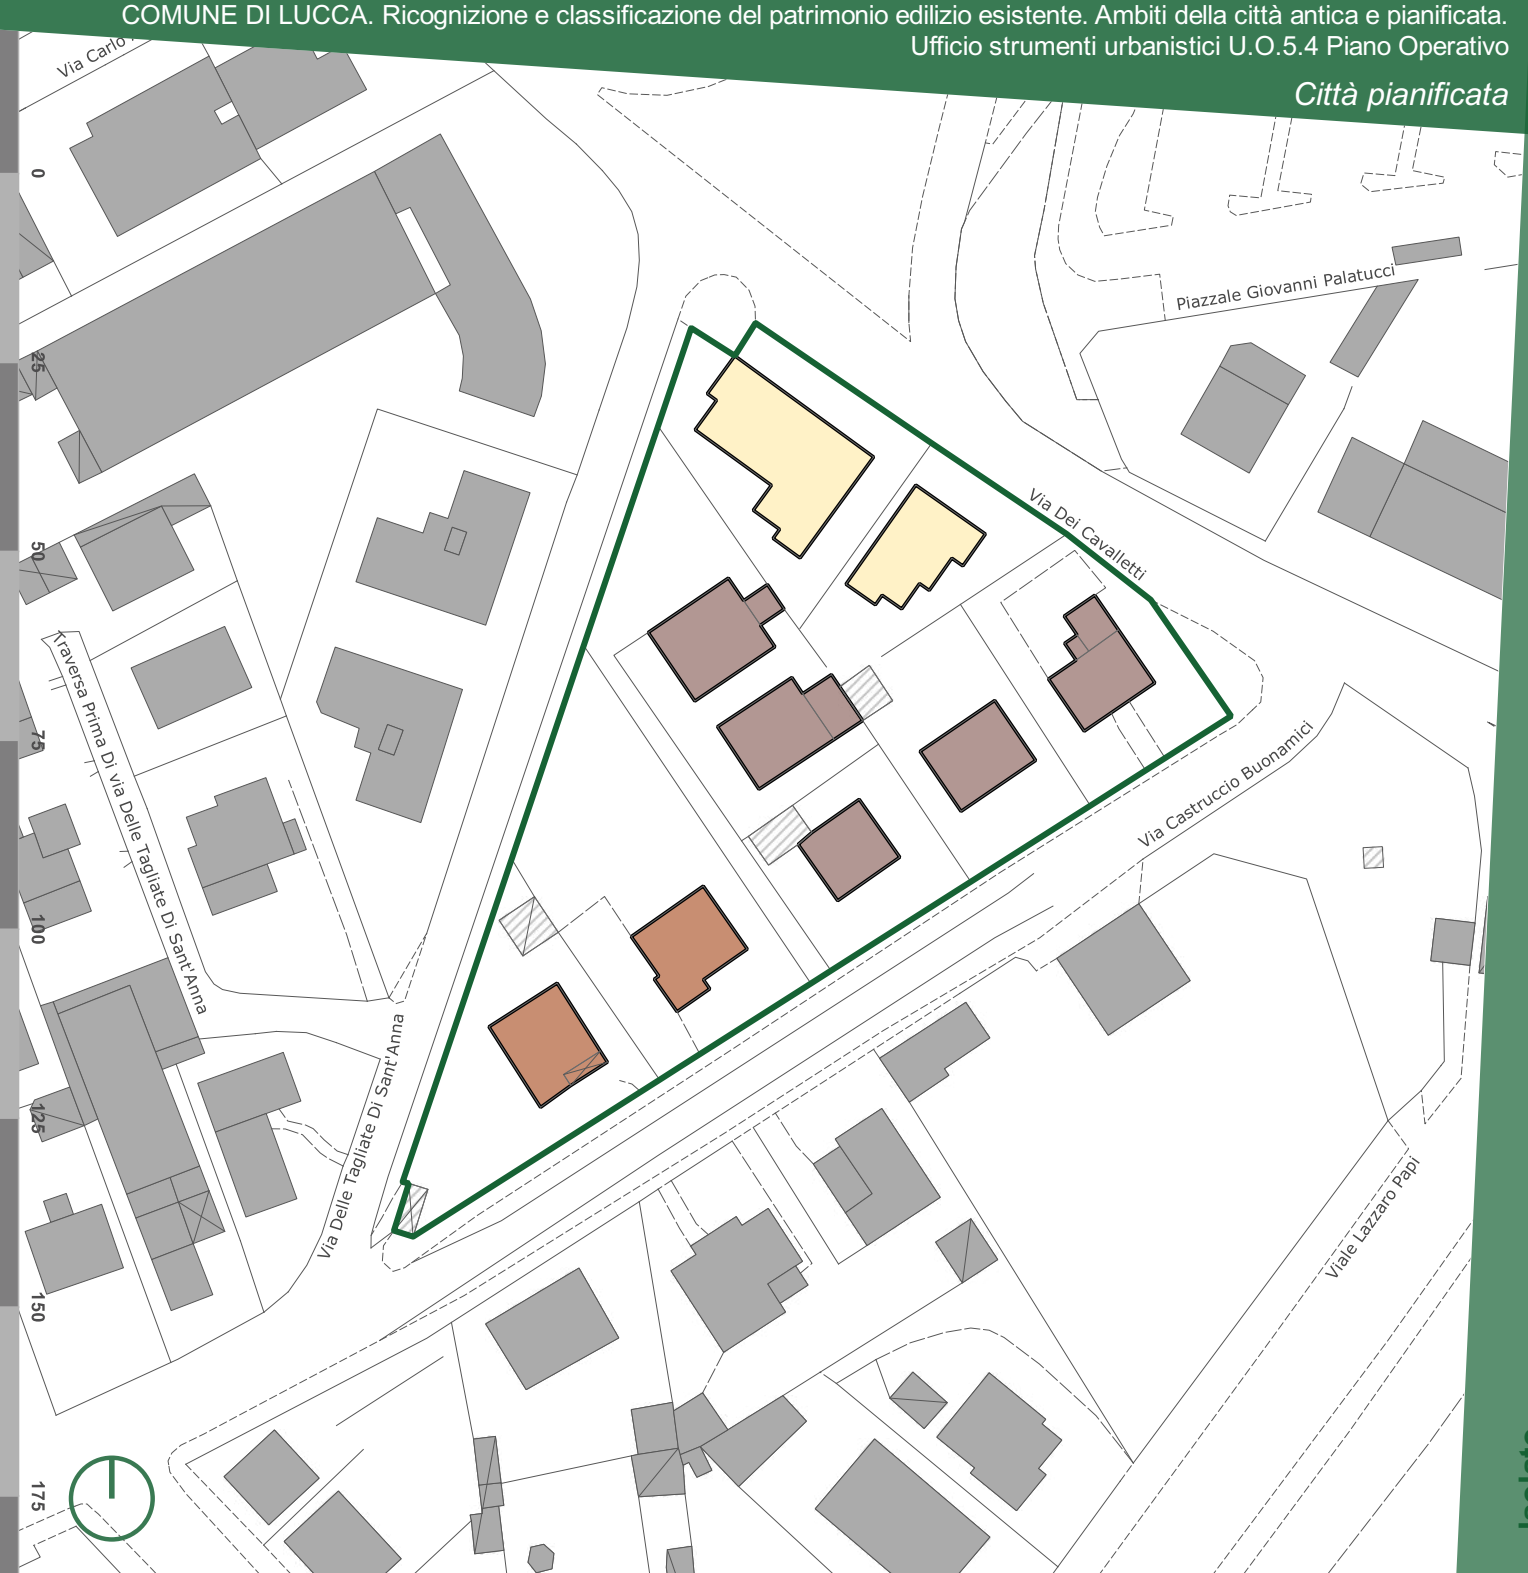 COMUNE DI LUCCA. Ricognizione e classificazione del patrimonio edilizio esistente. Ambiti della città antica e pianificata.
Ufficio strumenti urbanistici U.O.5.4 Piano Operativo
Città pianificata
Via Carlo
0
25
50
75
100
125
150
175
Piazzale Giovanni Palatucci
Via Dei Cavalletti
Traversa Prima Di via Delle Tagliate Di Sant'Anna
Via Castruccio Buonamici
Via Delle Tagliate Di Sant'Anna
Viale Lazzaro Papi